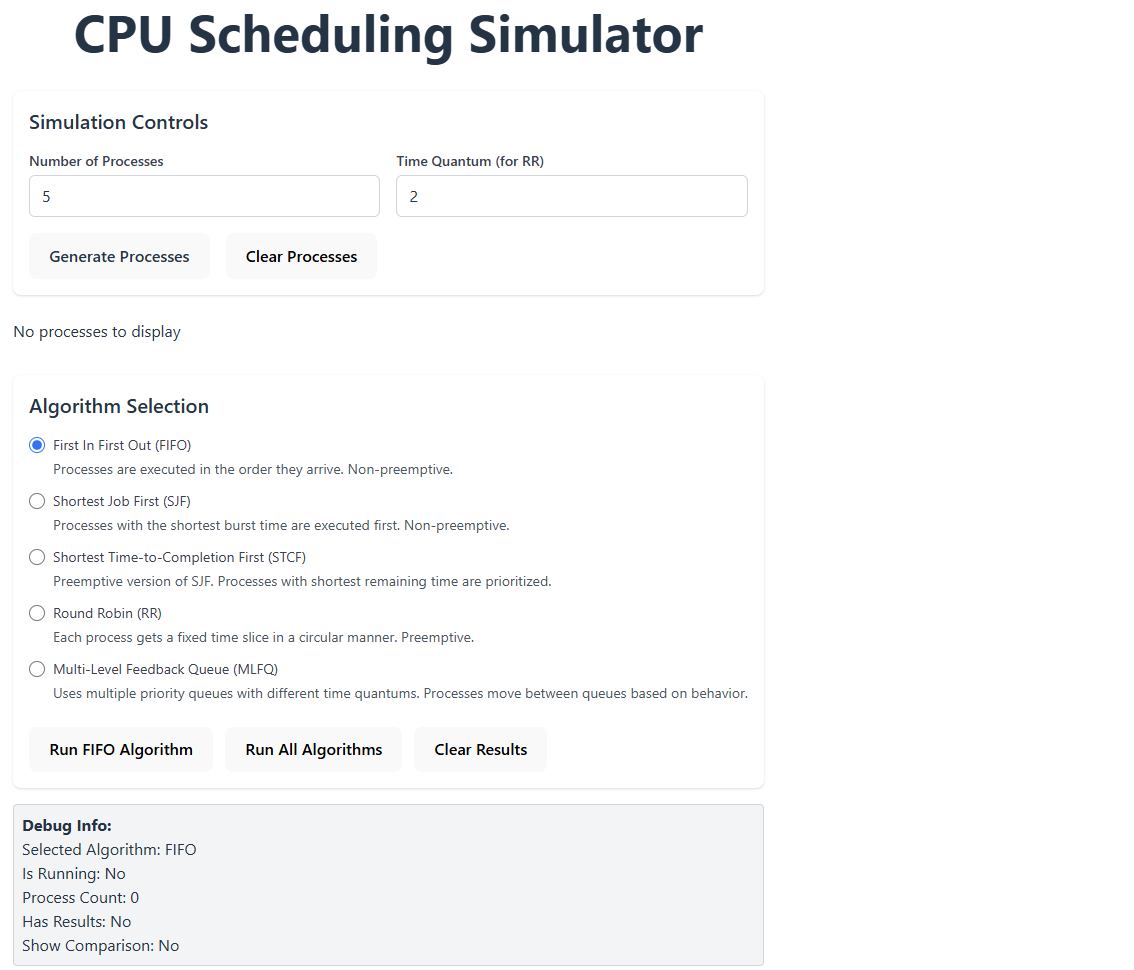 CPU Scheduling Simulator
Simulation Controls
Number of Processes
Time Quantum (for RR)
5
2
Generate Processes
Clear Processes
No processes to display
Algorithm Selection
First In First Out (FIFO)
Processes are executed in the order they arrive. Non-preemptive.
Shortest Job First (SJF)
Processes with the shortest burst time are executed first. Non-preemptive.
Shortest Time-to-Completion First (STCF)
Preemptive version of SJF. Processes with shortest remaining time are prioritized.
Round Robin (RR)
Each process gets a fixed time slice in a circular manner. Preemptive.
Multi-Level Feedback Queue (MLFQ)
Uses multiple priority queues with different time quantums. Processes move between queues based on behavior.
Run FIFO Algorithm
Run All Algorithms
Clear Results
Debug Info:
Selected Algorithm: FIFO
Is Running: No
Process Count: 0
Has Results: No
Show Comparison: No